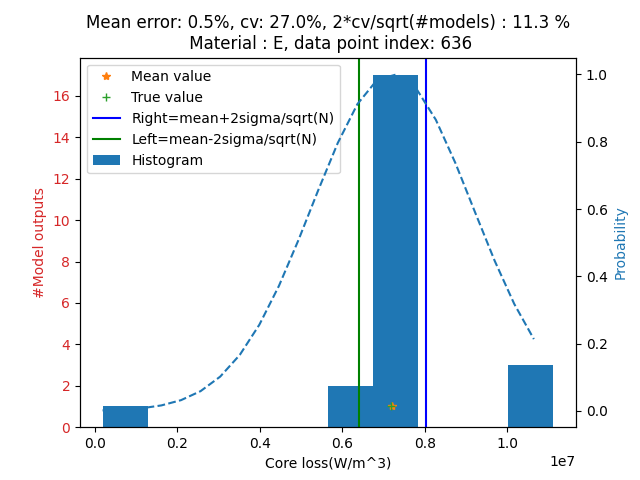 Mean error: 0.5%, cv: 27.0%, 2*cv/sqrt(#models) : 11.3 %
Material : E, data point index: 636
Mean value
True value
Right=mean+2sigma/sqrt(N)
Left=mean-2sigma/sqrt(N)
Histogram
#Model outputs
16
14
12
10
8
6
4
2
0
1.0
0.8
0.6
0.4
0.2
0.0
Probability
0.0 0.2 0.4 0.6 0.8 1.0
1e7
Core loss(W/m^3)